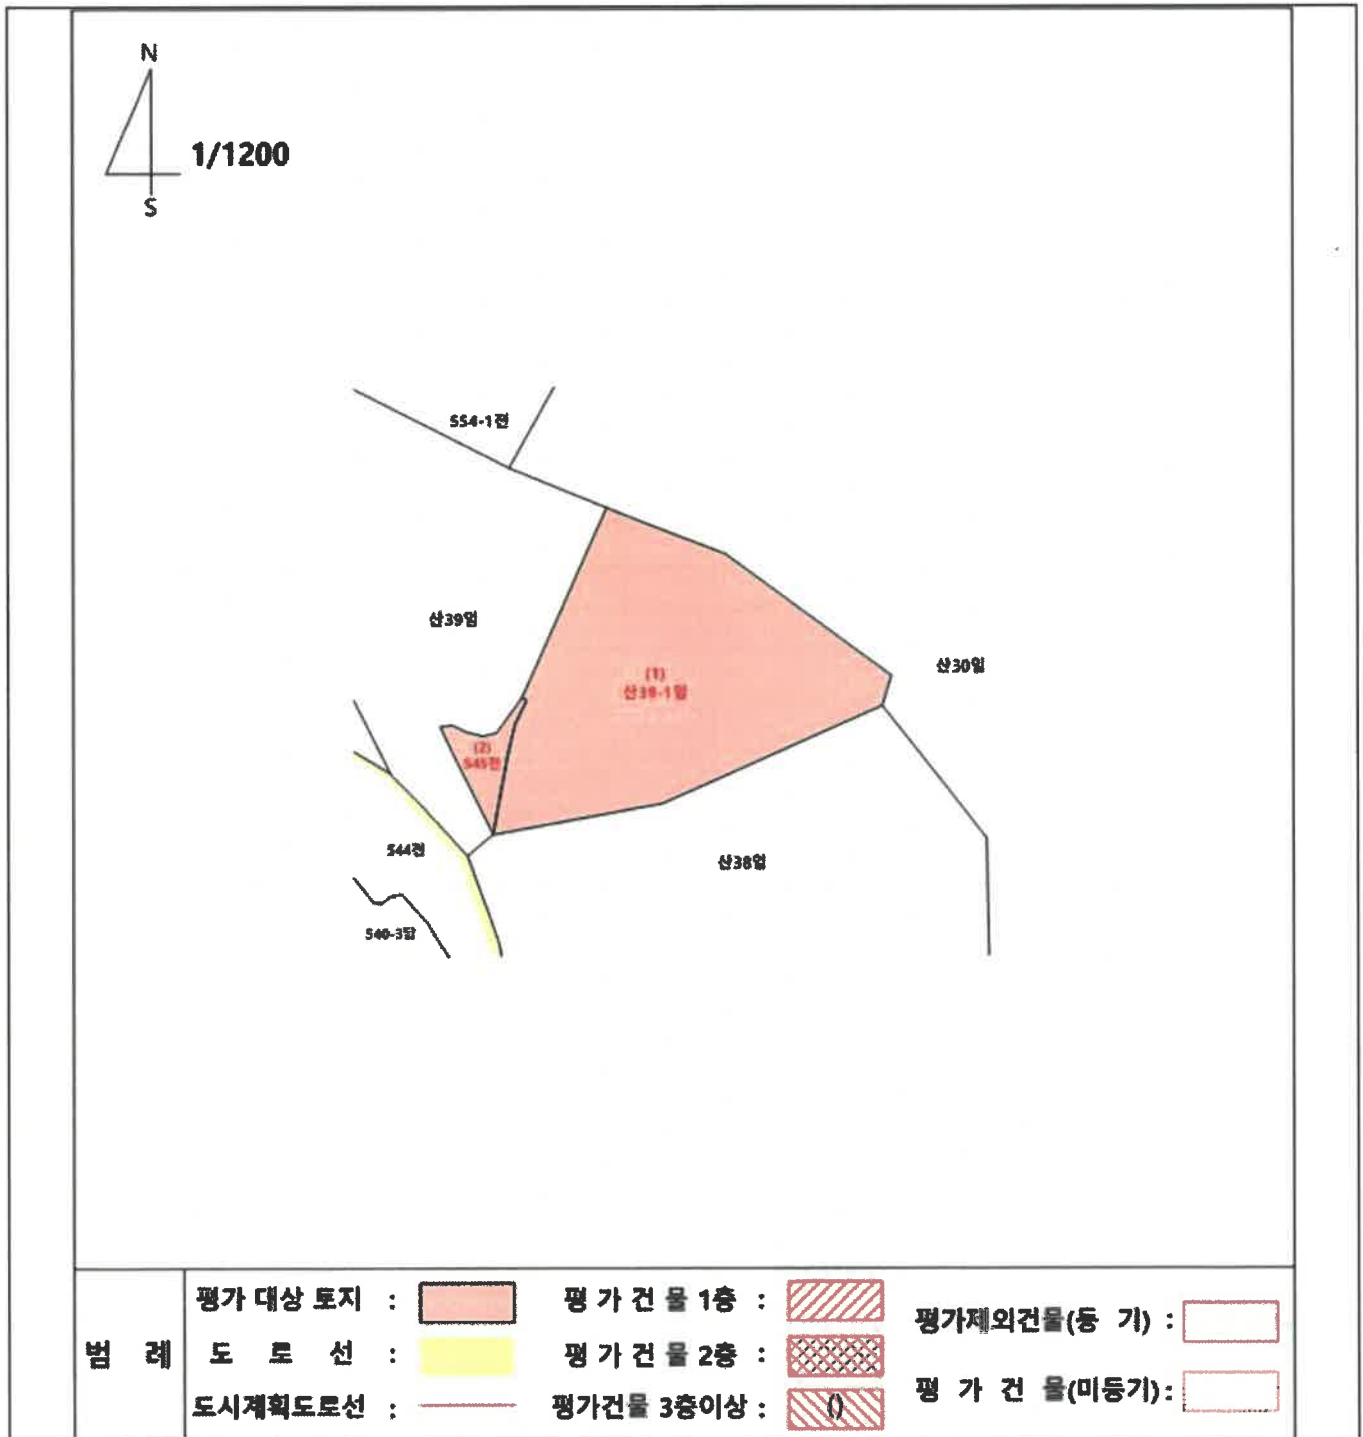 N
1/1200
S
554-1전
산39임
산30임
(1)
산39-1임
(2)
545전
544전
산38임
540-3답
범 례
평가 대상 토지 :
도 로 선 :
도시계획도로선 :
평 가 건 물 1층 :
평 가 건 물 2층 :
평가건물 3층이상 :
()
평가제외건물(등 기) :
평 가 건 물(미등기) :